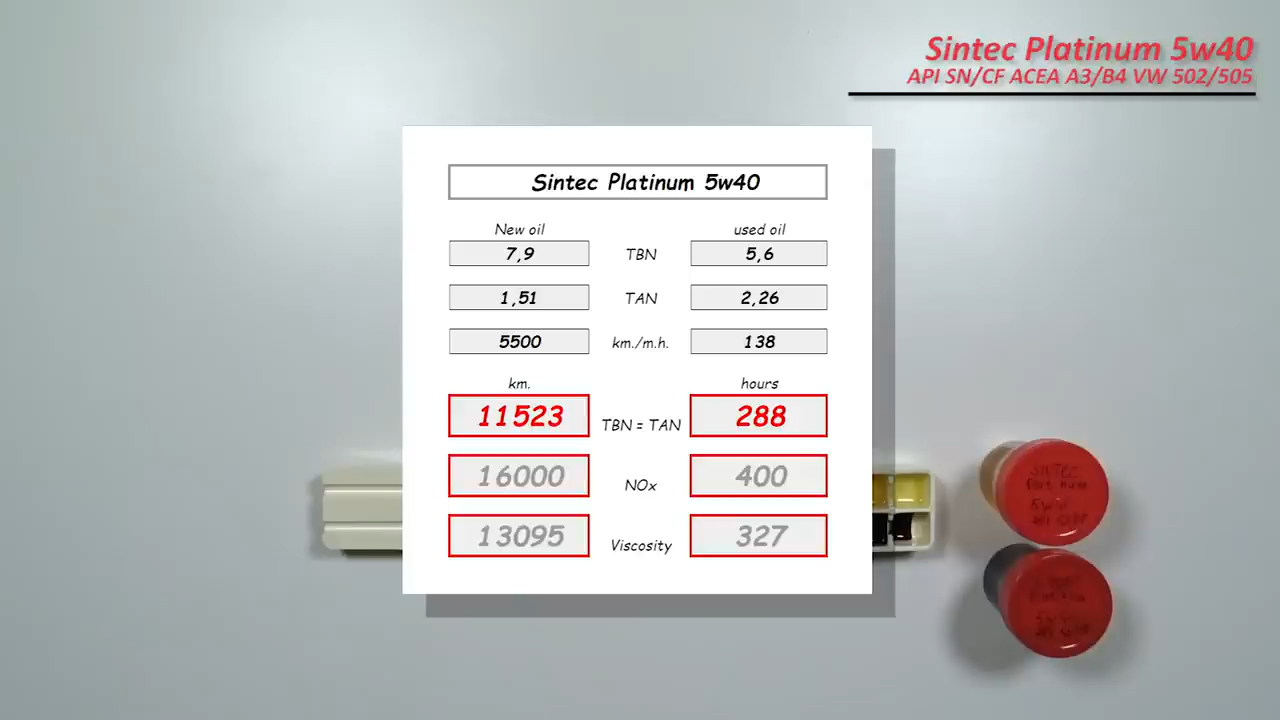 Sintec Platinum 5w40
API SN/CF ACEA A3/B4 VW 502/505
Sintec Platinum 5w40
New oil used oil
7,9 TBN 5,6
1,51 TAN 2,26
5500 km./m.h. 138
km. hours
11523 TBN = TAN 288
16000 NOx 400
13095 Viscosity 327
SINTEC